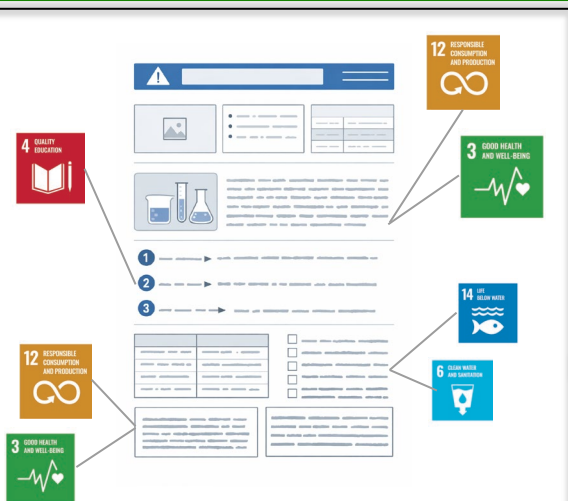 12 RESPONSIBLE
CONSUMPTION
AND PRODUCTION
4 QUALITY
EDUCATION
3 GOOD HEALTH
AND WELL-BEING
1
2
3
14 LIFE
BELOW WATER
12 RESPONSIBLE
CONSUMPTION
AND PRODUCTION
6 CLEAN WATER
AND SANITATION
3 GOOD HEALTH
AND WELL-BEING